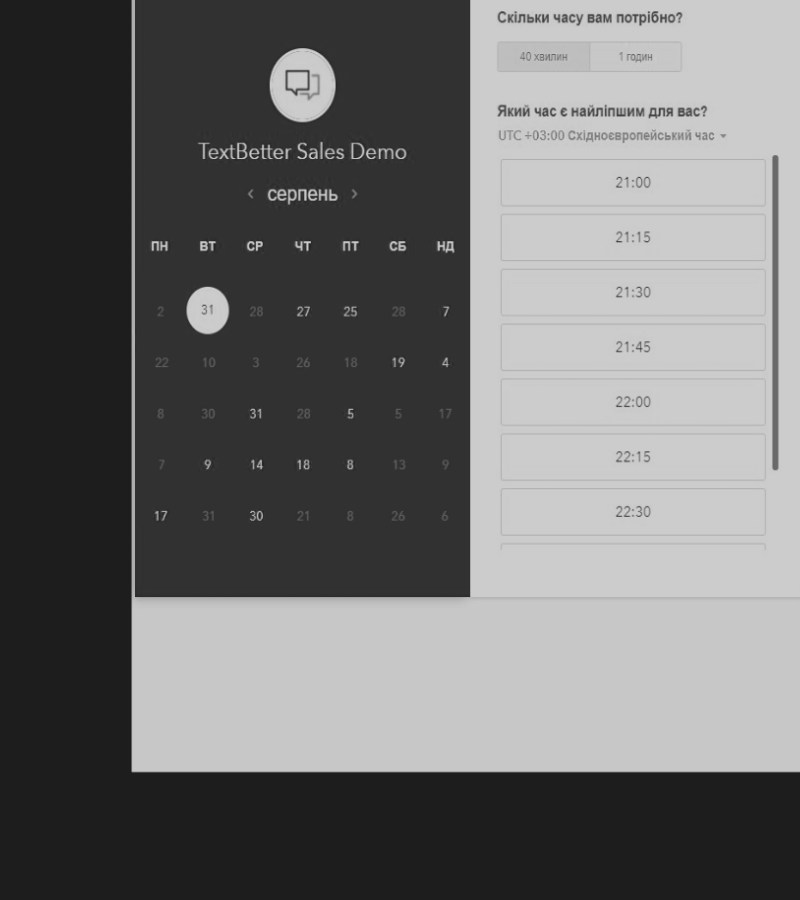 TextBetter Sales Demo
серпень
ПН ВТ СР ЧТ ПТ СБ НД
2 31 28 27 25 28 7
22 10 3 26 18 19 4
8 30 31 28 5 5 17
7 9 14 18 8 13 9
17 31 30 21 8 26 6
Скільки часу вам потрібно?
40 хвилин 1 годин
Який час є найліпшим для вас?
UTC +03:00 Східноєвропейський час
21:00
21:15
21:30
21:45
22:00
22:15
22:30